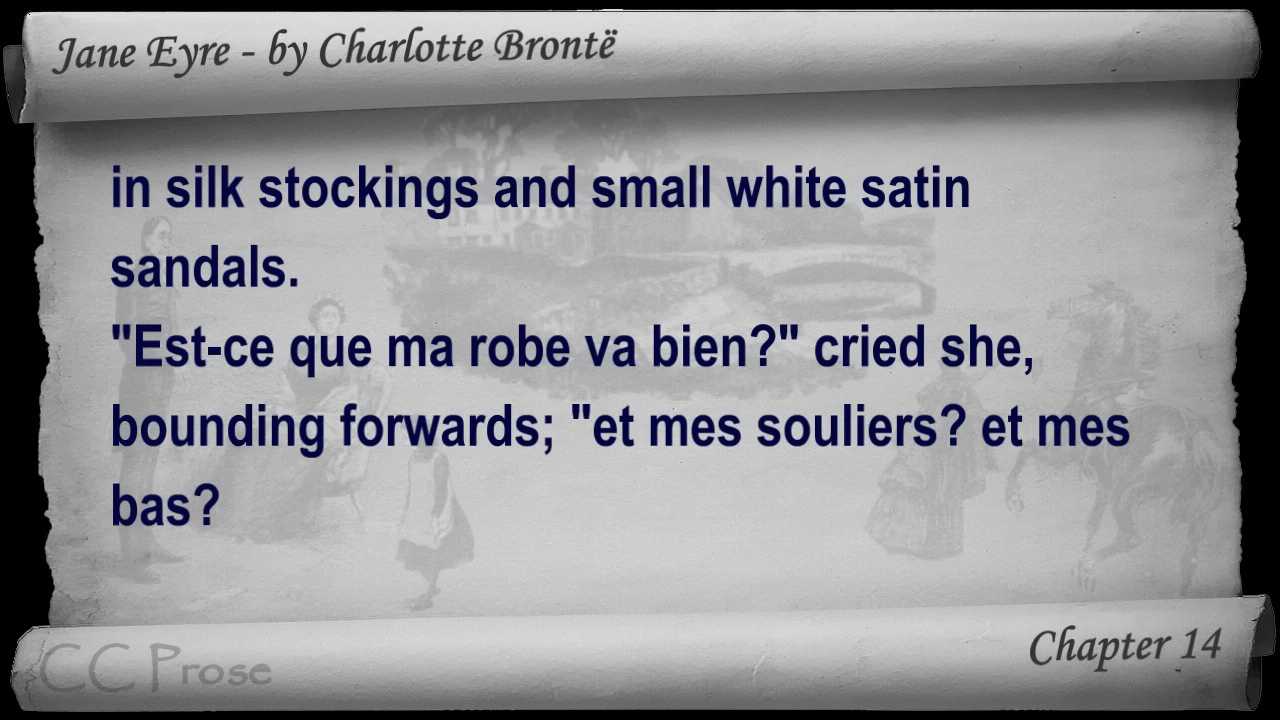 Jane Eyre - by Charlotte Brontë
in silk stockings and small white satin
sandals.
"Est-ce que ma robe va bien?" cried she,
bounding forwards; "et mes souliers? et mes
bas?
CC Prose
Chapter 14